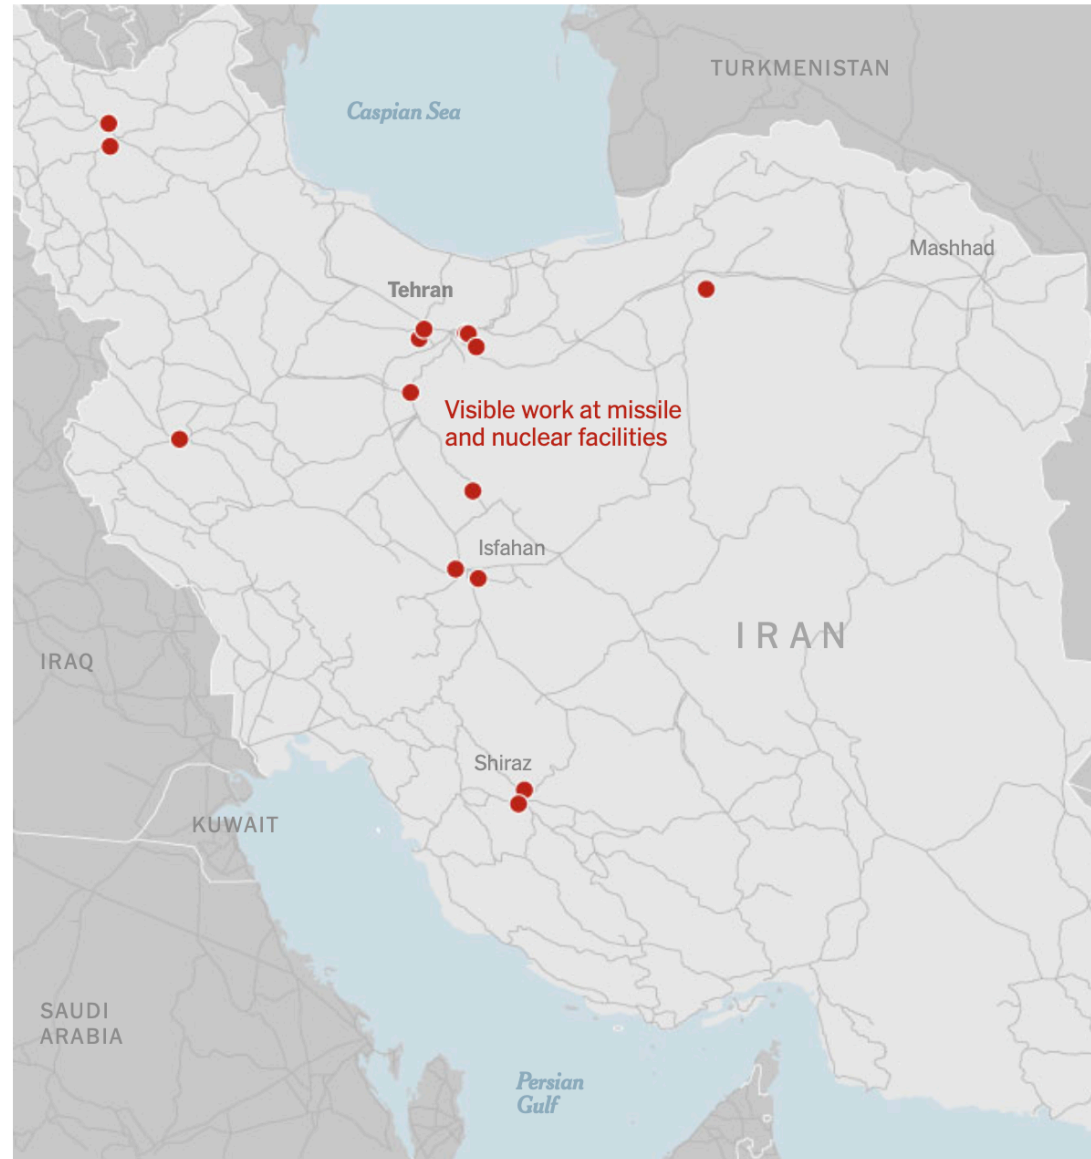 TURKMENISTAN
Caspian Sea
Mashhad
Tehran
Visible work at missile
and nuclear facilities
Isfahan
IRAN
IRAQ
Shiraz
KUWAIT
SAUDI
ARABIA
Persian
Gulf